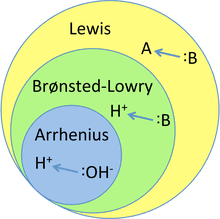 Lewis
A :B
Brønsted-Lowry
H⁺ :B
Arrhenius
H⁺ :OH⁻